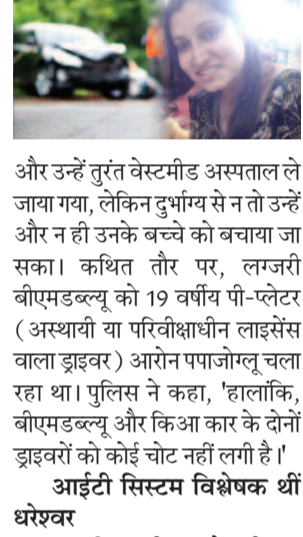 और उन्हें तुरंत वेस्टमीड अस्पताल ले
जाया गया, लेकिन दुर्भाग्य से न तो उन्हें
और न ही उनके बच्चे को बचाया जा
सका। कथित तौर पर, लग्जरी
बीएमडब्ल्यू को 19 वर्षीय पी-प्लेटर
(अस्थायी या परिवीक्षाधीन लाइसेंस
वाला ड्राइवर) आरोन पपाजोग्लू चला
रहा था। पुलिस ने कहा, 'हालांकि,
बीएमडब्ल्यू और किआ कार के दोनों
ड्राइवरों को कोई चोट नहीं लगी है।'
आईटी सिस्टम विश्लेषक थीं
धरेश्वर